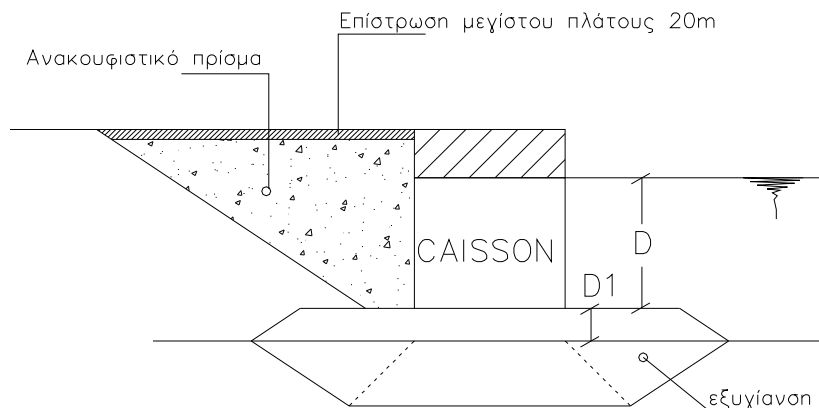 Επίστρωση μεγίστου πλάτους 20m
Ανακουφιστικό πρίσμα
CAISSON
D
D1
εξυγίανση